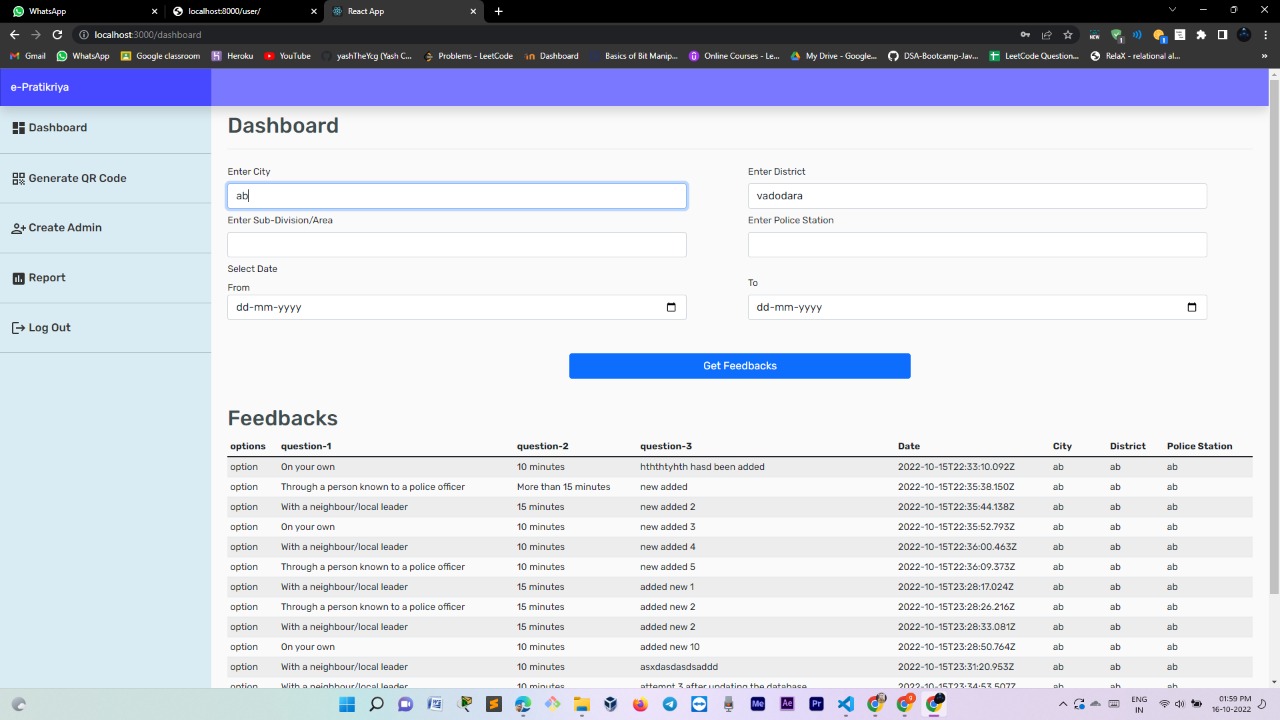 WhatsApp
localhost:8000/user/
React App
localhost:3000/dashboard
Gmail
WhatsApp
Google classroom
Heroku
YouTube
yashTheYcg (Yash C...
Problems - LeetCode
Dashboard
Basics of Bit Manip...
Online Courses - Le...
My Drive - Google...
DSA-Bootcamp-Jav...
LeetCode Question...
RelaX - relational al...
e-Pratikriya
Dashboard
Generate QR Code
Create Admin
Report
Log Out
Dashboard
Enter City Enter District
ab vadodara
Enter Sub-Division/Area Enter Police Station
Select Date
From To
dd-mm-yyyy dd-mm-yyyy
Get Feedbacks
Feedbacks
options question-1 question-2 question-3 Date City District Police Station
option On your own 10 minutes hththtyhth hasd been added 2022-10-15T22:33:10.092Z ab ab ab
option Through a person known to a police officer More than 15 minutes new added 2022-10-15T22:35:38.150Z ab ab ab
option With a neighbour/local leader 15 minutes new added 2 2022-10-15T22:35:44.138Z ab ab ab
option On your own 10 minutes new added 3 2022-10-15T22:35:52.793Z ab ab ab
option With a neighbour/local leader 10 minutes new added 4 2022-10-15T22:36:00.463Z ab ab ab
option Through a person known to a police officer 10 minutes new added 5 2022-10-15T22:36:09.373Z ab ab ab
option With a neighbour/local leader 15 minutes added new 1 2022-10-15T23:28:17.024Z ab ab ab
option Through a person known to a police officer 15 minutes added new 2 2022-10-15T23:28:26.216Z ab ab ab
option With a neighbour/local leader 15 minutes added new 2 2022-10-15T23:28:33.081Z ab ab ab
option On your own 10 minutes added new 10 2022-10-15T23:28:50.764Z ab ab ab
option With a neighbour/local leader 10 minutes asxdasdasdsaddd 2022-10-15T23:31:20.953Z ab ab ab
option With a neighbour/local leader 10 minutes attempt 3 after updating the database 2022-10-15T23:34:53.507Z ab ab ab
ENG
IN
01:59 PM
16-10-2022